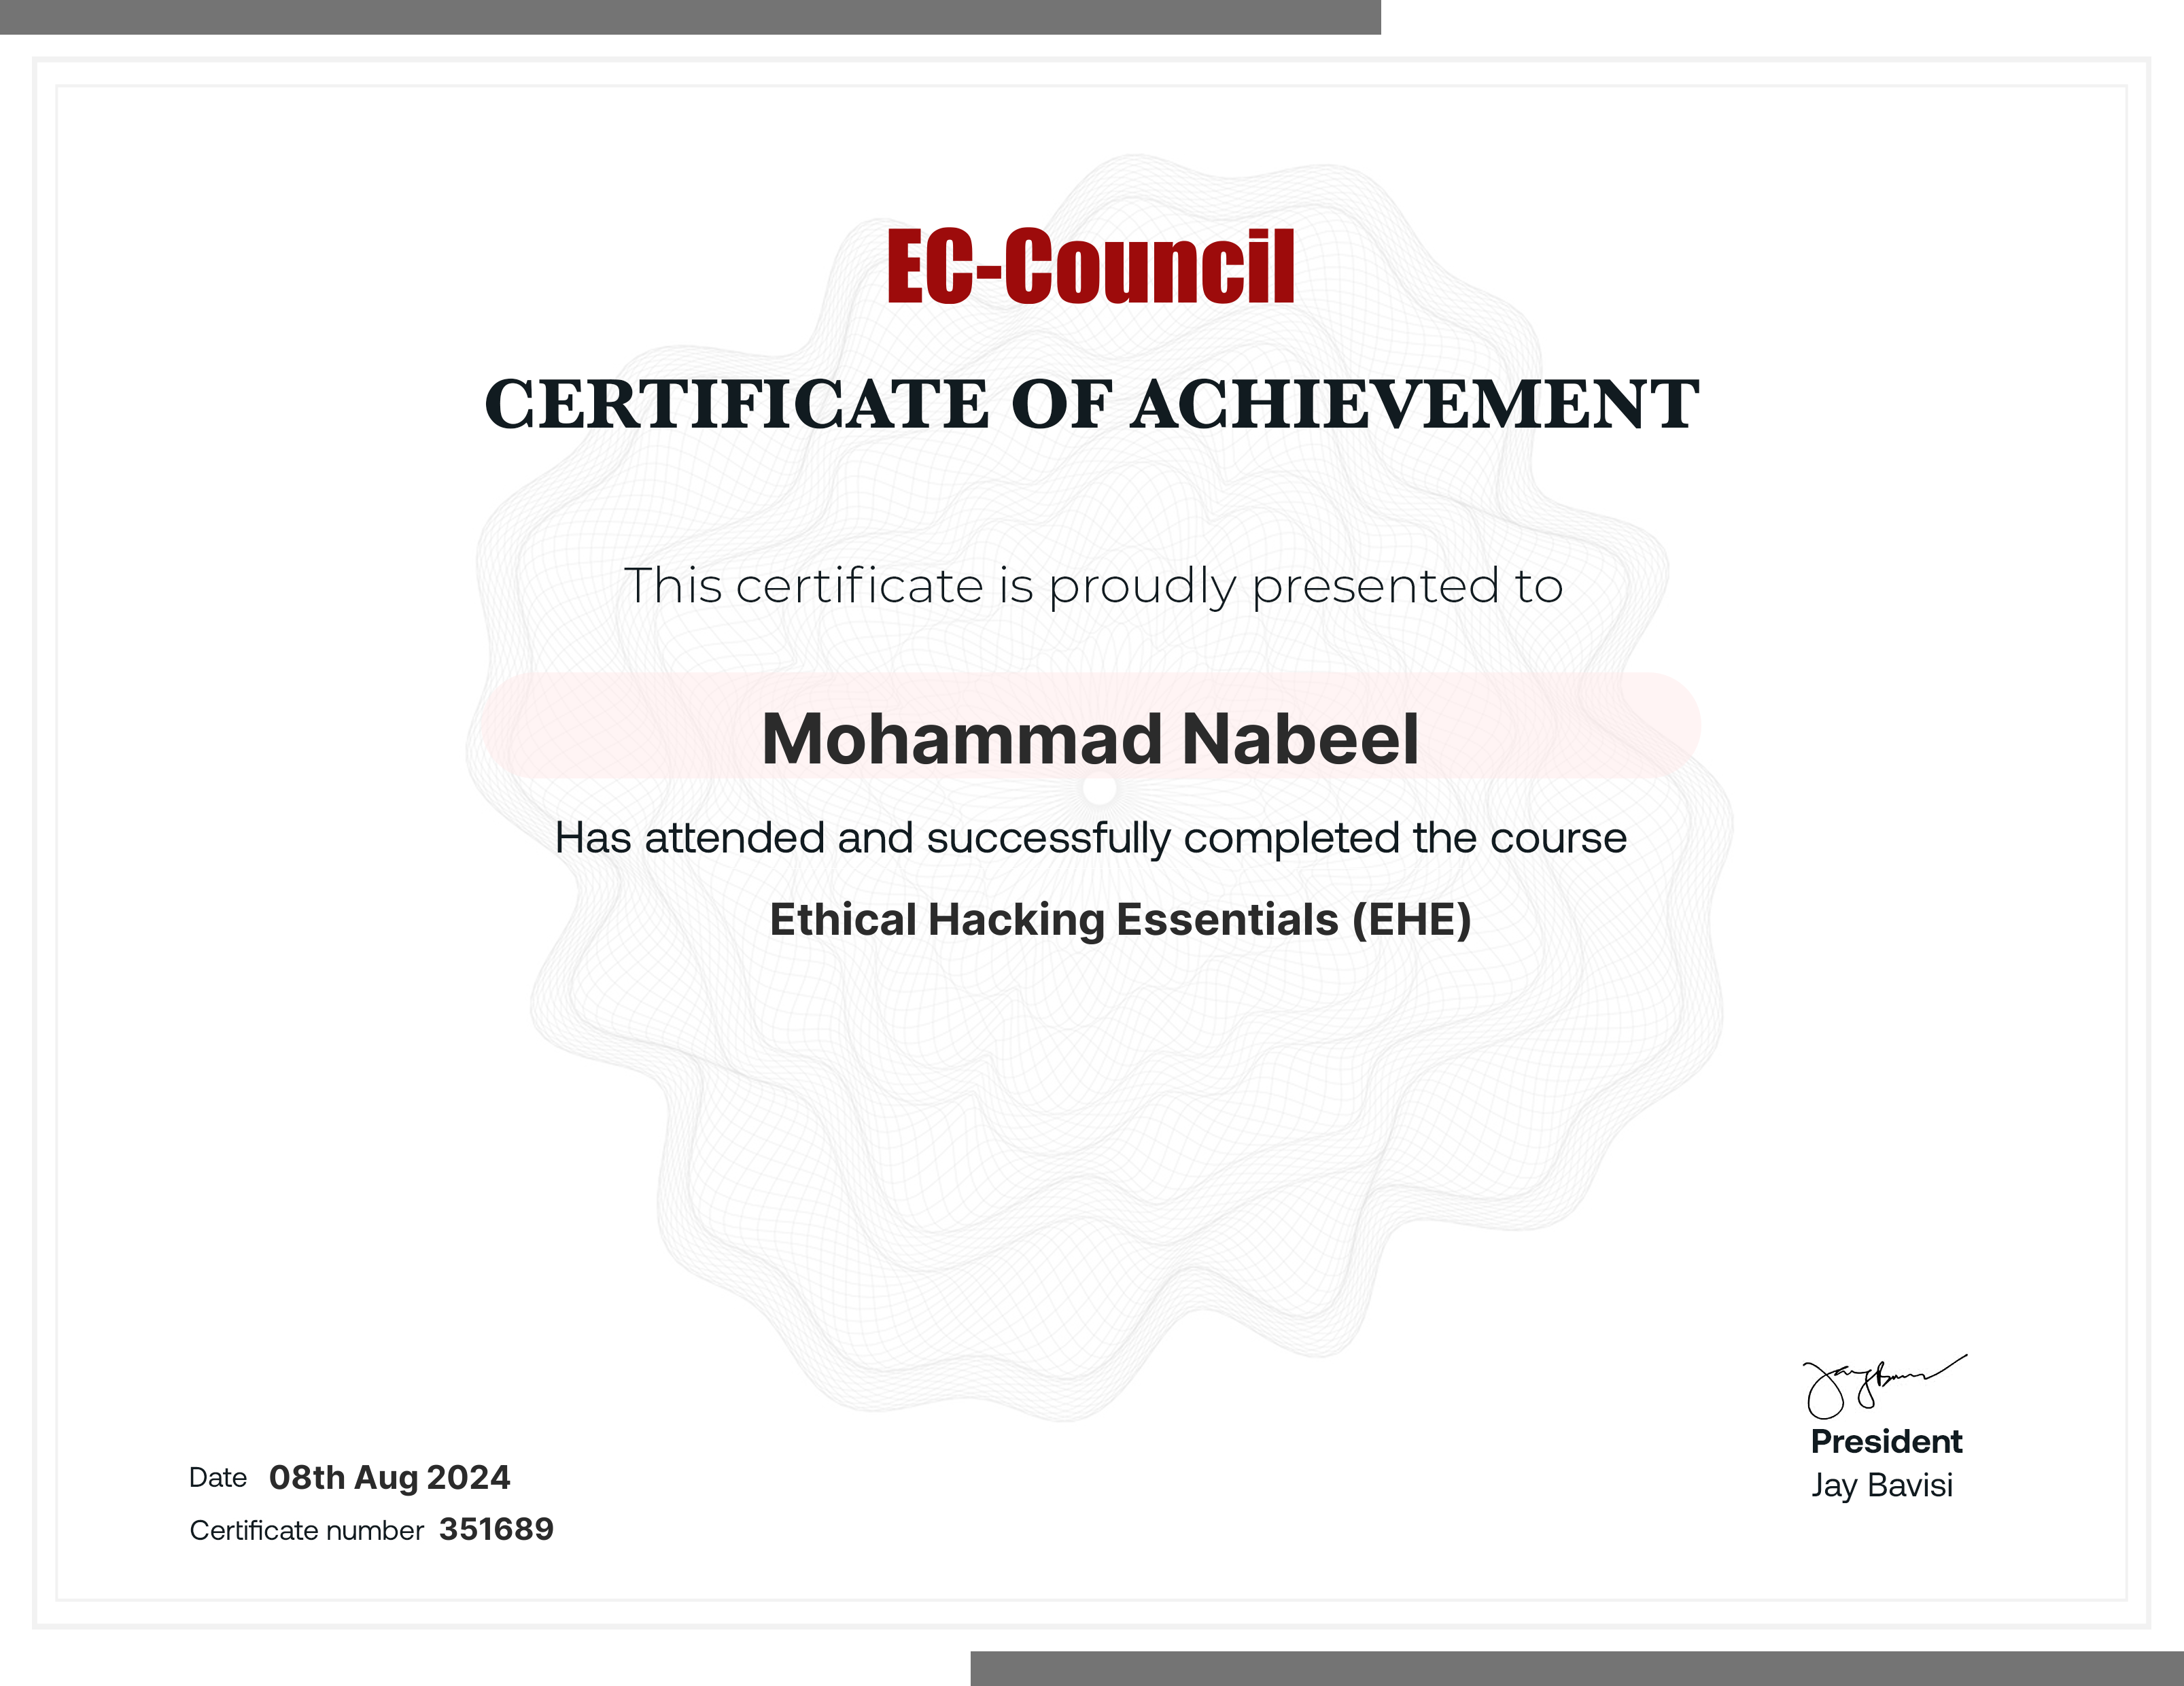 EC-Council
CERTIFICATE OF ACHIEVEMENT
This certificate is proudly presented to
Mohammad Nabeel
Has attended and successfully completed the course
Ethical Hacking Essentials (EHE)
President
Jay Bavisi
Date 08th Aug 2024
Certificate number 351689